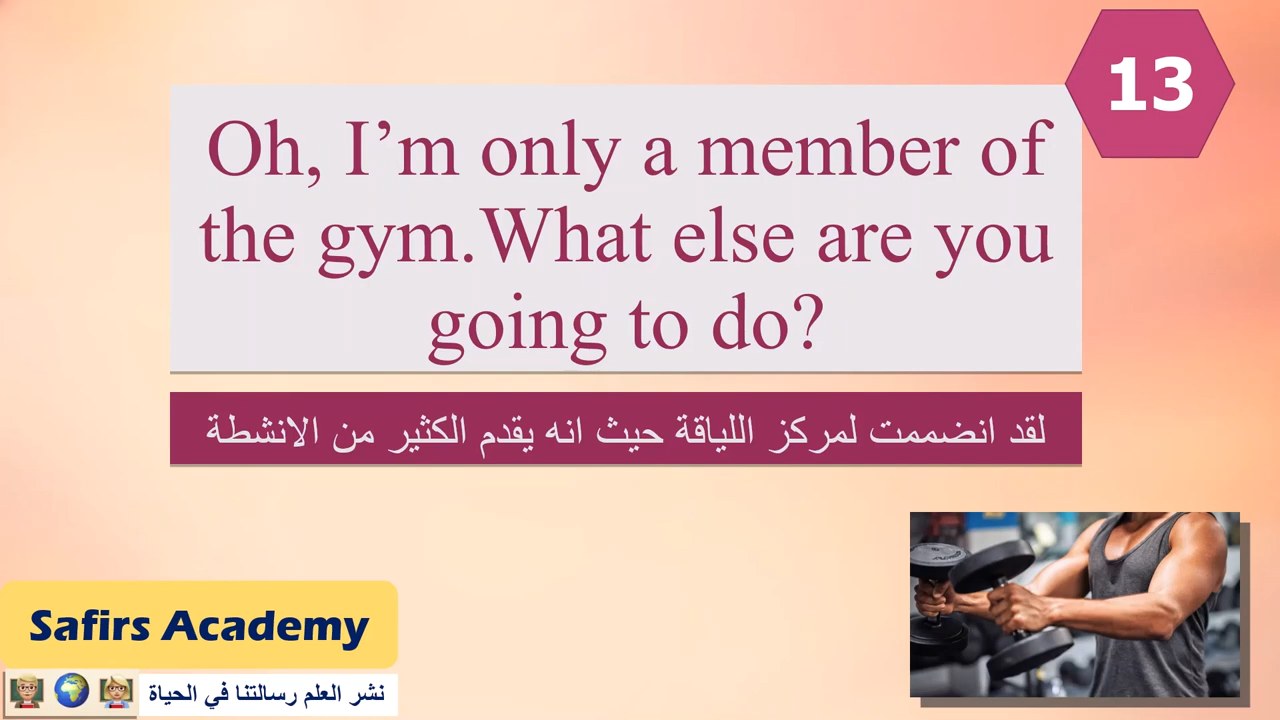 13
Oh, I’m only a member of
the gym.What else are you
going to do?
لقد انضممت لمركز اللياقة حيث انه يقدم الكثير من الانشطة
Safirs Academy
نشر العلم رسالتنا في الحياة